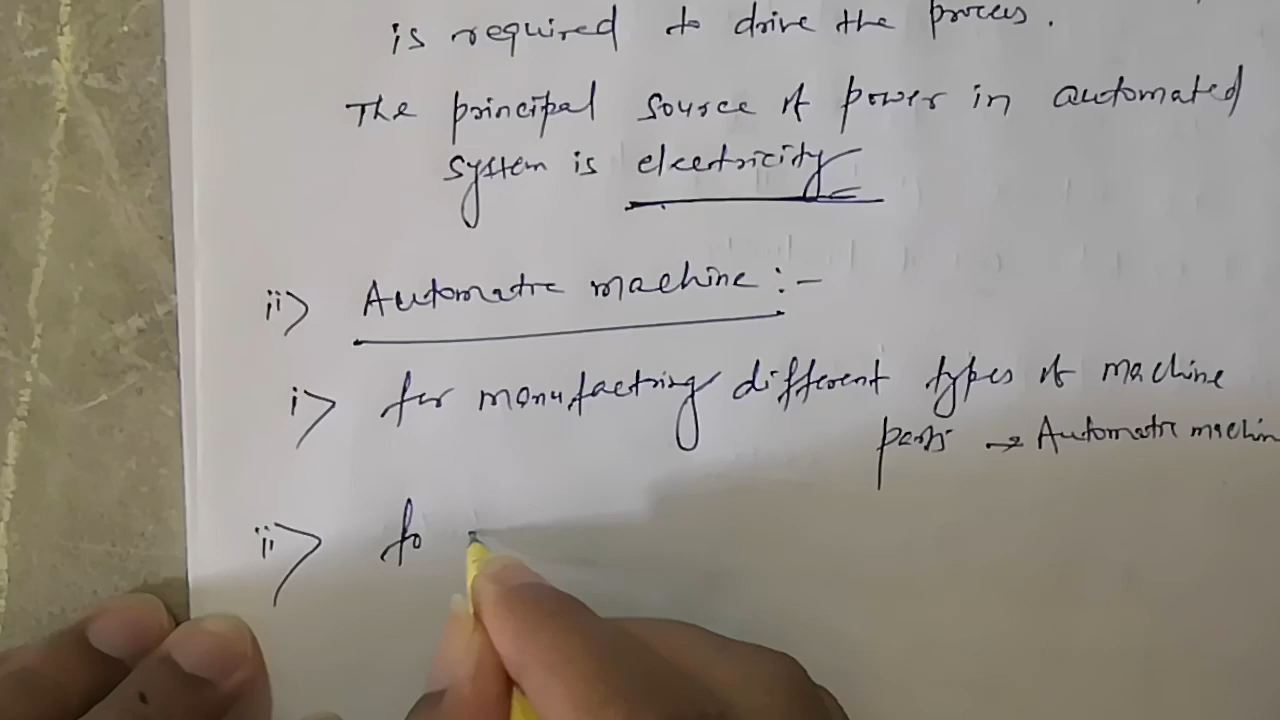 is required to drive the process.
The principal source of power in automated
system is electricity
ii> Automatic machine :-
i> for manufactring different types of machine
parts → Automatic machin
ii> fo